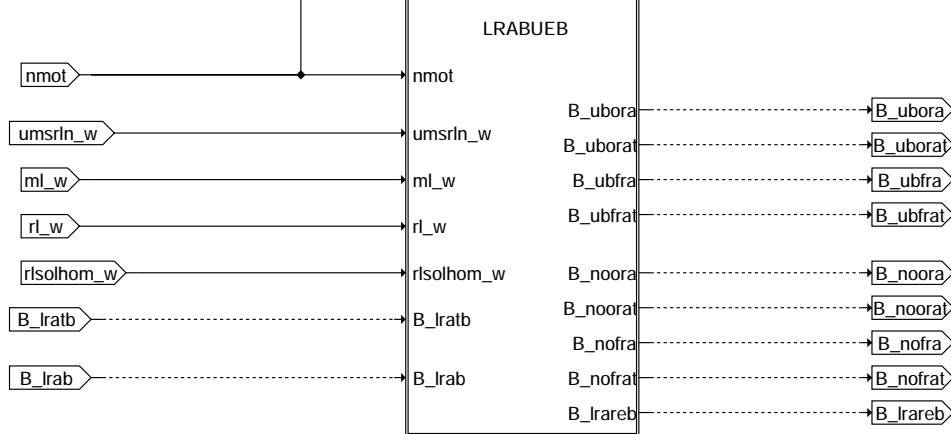 LRABUEB
nmot nmot
B_ubora B_ubora
umsrln_w umsrln_w
B_uborat B_uborat
ml_w ml_w
B_ubfra B_ubfra
B_ubfrat B_ubfrat
rl_w rl_w
rlsolhom_w rlsolhom_w
B_noora B_noora
B_noorat B_noorat
B_lratb B_lratb
B_nofra B_nofra
B_lrab B_lrab
B_nofrat B_nofrat
B_lrareb B_lrareb